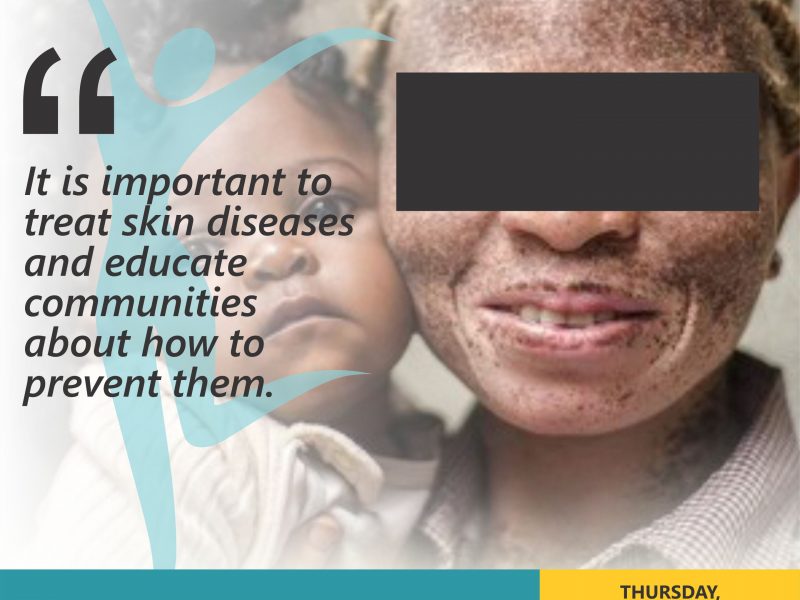 “
It is important to
treat skin diseases
and educate
communities
about how to
prevent them.
THURSDAY,